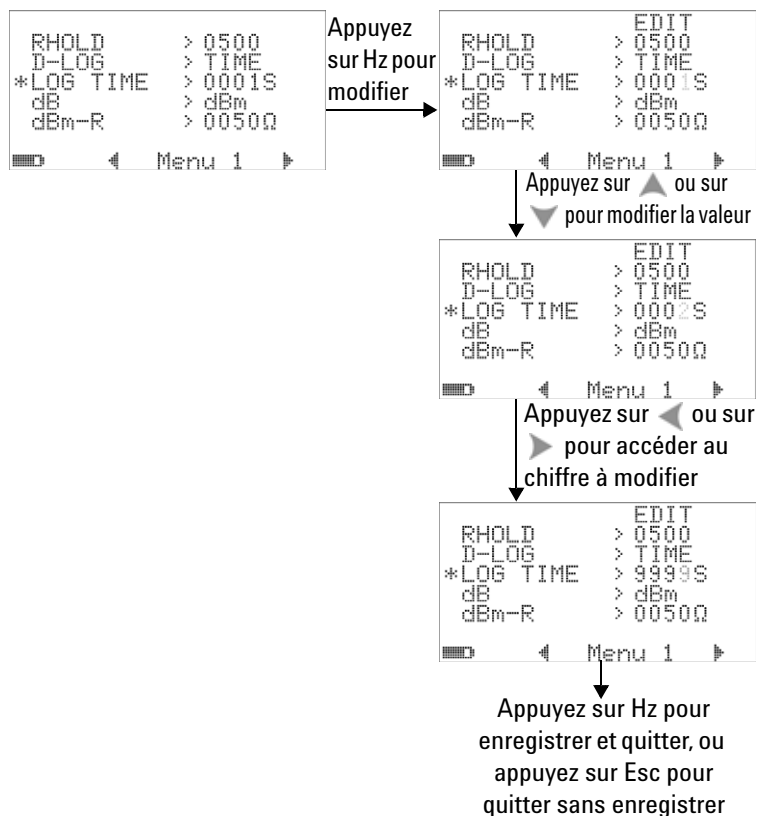 RHOLD > 0500
D-LOG > TIME
*LOG TIME > 0001S
dB > dBm
dBm-R > 0050Ω
Menu 1
Appuyez
sur Hz pour
modifier
EDIT
RHOLD > 0500
D-LOG > TIME
*LOG TIME > 0001S
dB > dBm
dBm-R > 0050Ω
Menu 1
Appuyez sur ou sur
pour modifier la valeur
EDIT
RHOLD > 0500
D-LOG > TIME
*LOG TIME > 0002S
dB > dBm
dBm-R > 0050Ω
Menu 1
Appuyez sur ou sur
pour accéder au
chiffre à modifier
EDIT
RHOLD > 0500
D-LOG > TIME
*LOG TIME > 9999S
dB > dBm
dBm-R > 0050Ω
Menu 1
Appuyez sur Hz pour
enregistrer et quitter, ou
appuyez sur Esc pour
quitter sans enregistrer